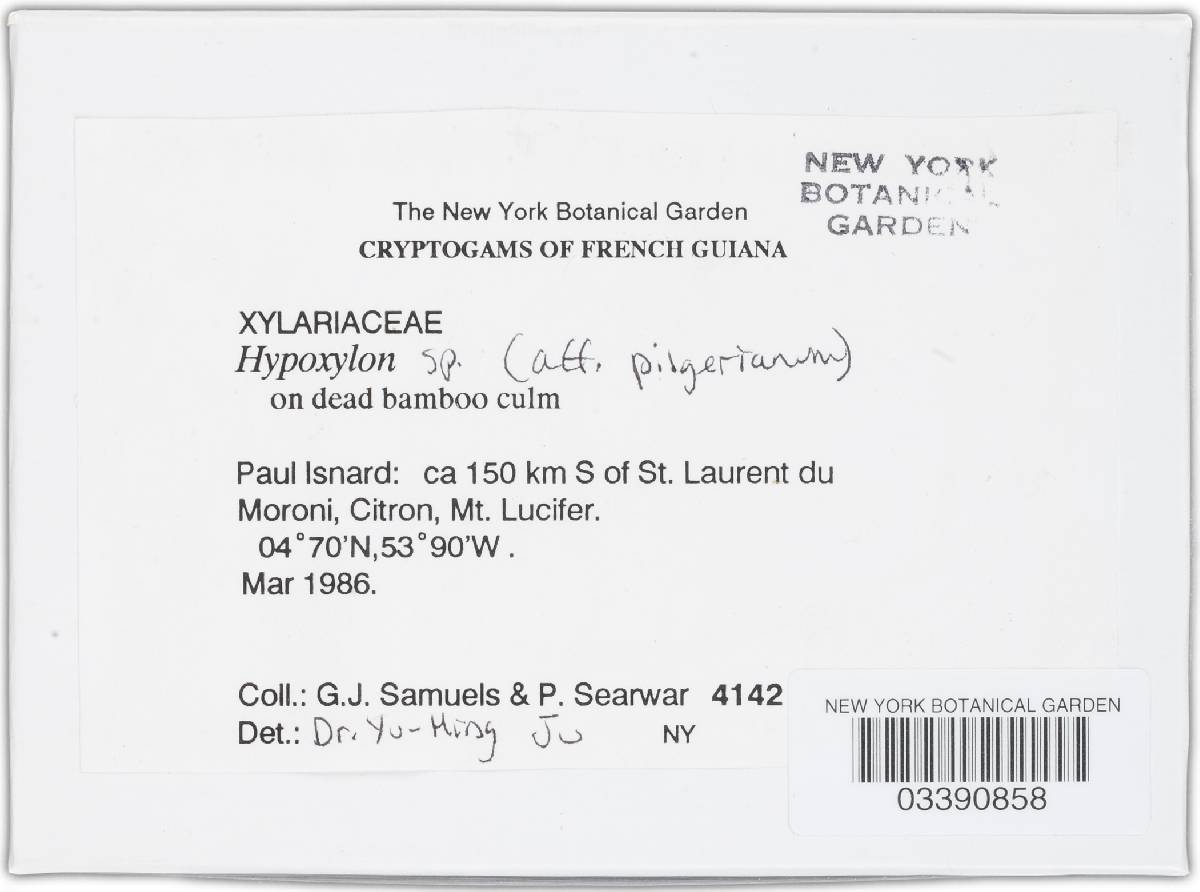 NEW YORK
BOTANICAL
GARDEN
The New York Botanical Garden
CRYPTOGAMS OF FRENCH GUIANA
XYLARIACEAE
Hypoxylon sp. (aff. pilgerianum)
on dead bamboo culm
Paul Isnard: ca 150 km S of St. Laurent du
Moroni, Citron, Mt. Lucifer.
04°70'N,53°90'W .
Mar 1986.
Coll.: G.J. Samuels & P. Searwar 4142
Det.: Dr. Yu-Ming Ju NY
NEW YORK BOTANICAL GARDEN
03390858